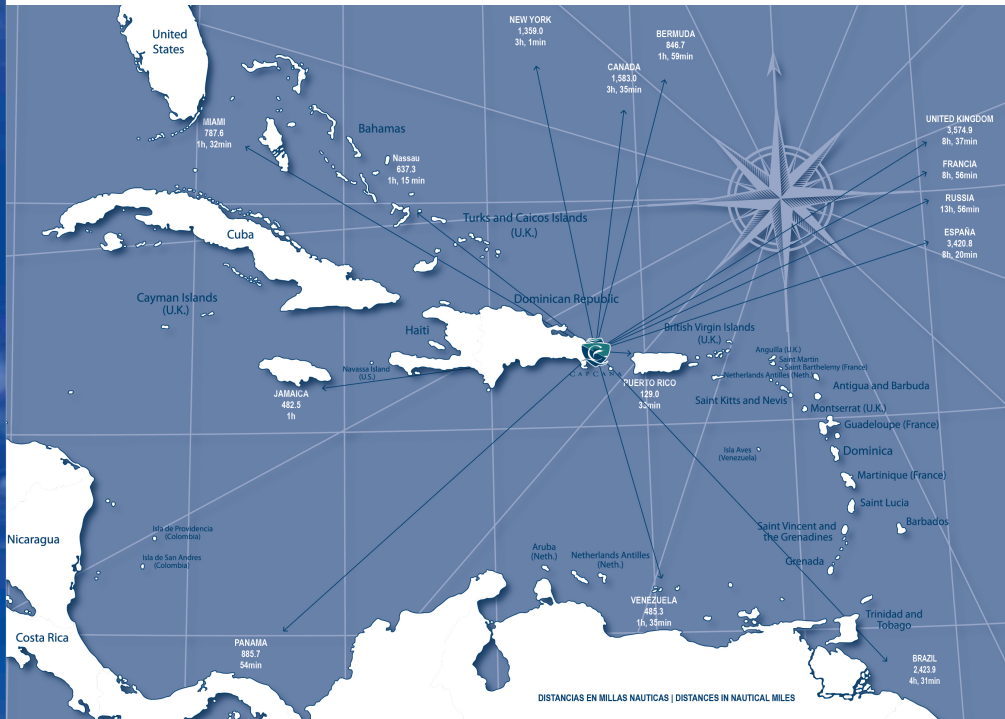 NEW YORK
1,359.0
3h, 1min
BERMUDA
846.7
1h, 59min
CANADA
1,583.0
3h, 35min
United
States
MIAMI
787.6
1h, 32min
Bahamas
Nassau
637.3
1h, 15 min
UNITED KINGDOM
3,574.9
8h, 37min
FRANCIA
8h, 56min
RUSSIA
13h, 56min
ESPAÑA
3,420.8
8h, 20min
Turks and Caicos Islands
(U.K.)
Cuba
Cayman Islands
(U.K.)
Dominican Republic
Haiti
British Virgin Islands
(U.K.)
Navassa Island
(U.S.)
JAMAICA
482.5
1h
CAP CANA
PUERTO RICO
129.0
33min
Anguilla (U.K.)
Saint Martin
Saint Barthelemy (France)
Netherlands Antilles (Neth.)
Saint Kitts and Nevis
Antigua and Barbuda
Montserrat (U.K.)
Guadeloupe (France)
Isla Aves
(Venezuela)
Dominica
Martinique (France)
Saint Lucia
Barbados
Saint Vincent and
the Grenadines
Grenada
Isla de Providencia
(Colombia)
Isla de San Andres
(Colombia)
Nicaragua
Costa Rica
Aruba
(Neth.)
Netherlands Antilles
(Neth.)
VENEZUELA
485.3
1h, 35min
Trinidad and
Tobago
PANAMA
885.7
54min
BRAZIL
2,423.9
4h, 31min
DISTANCIAS EN MILLAS NAUTICAS | DISTANCES IN NAUTICAL MILES